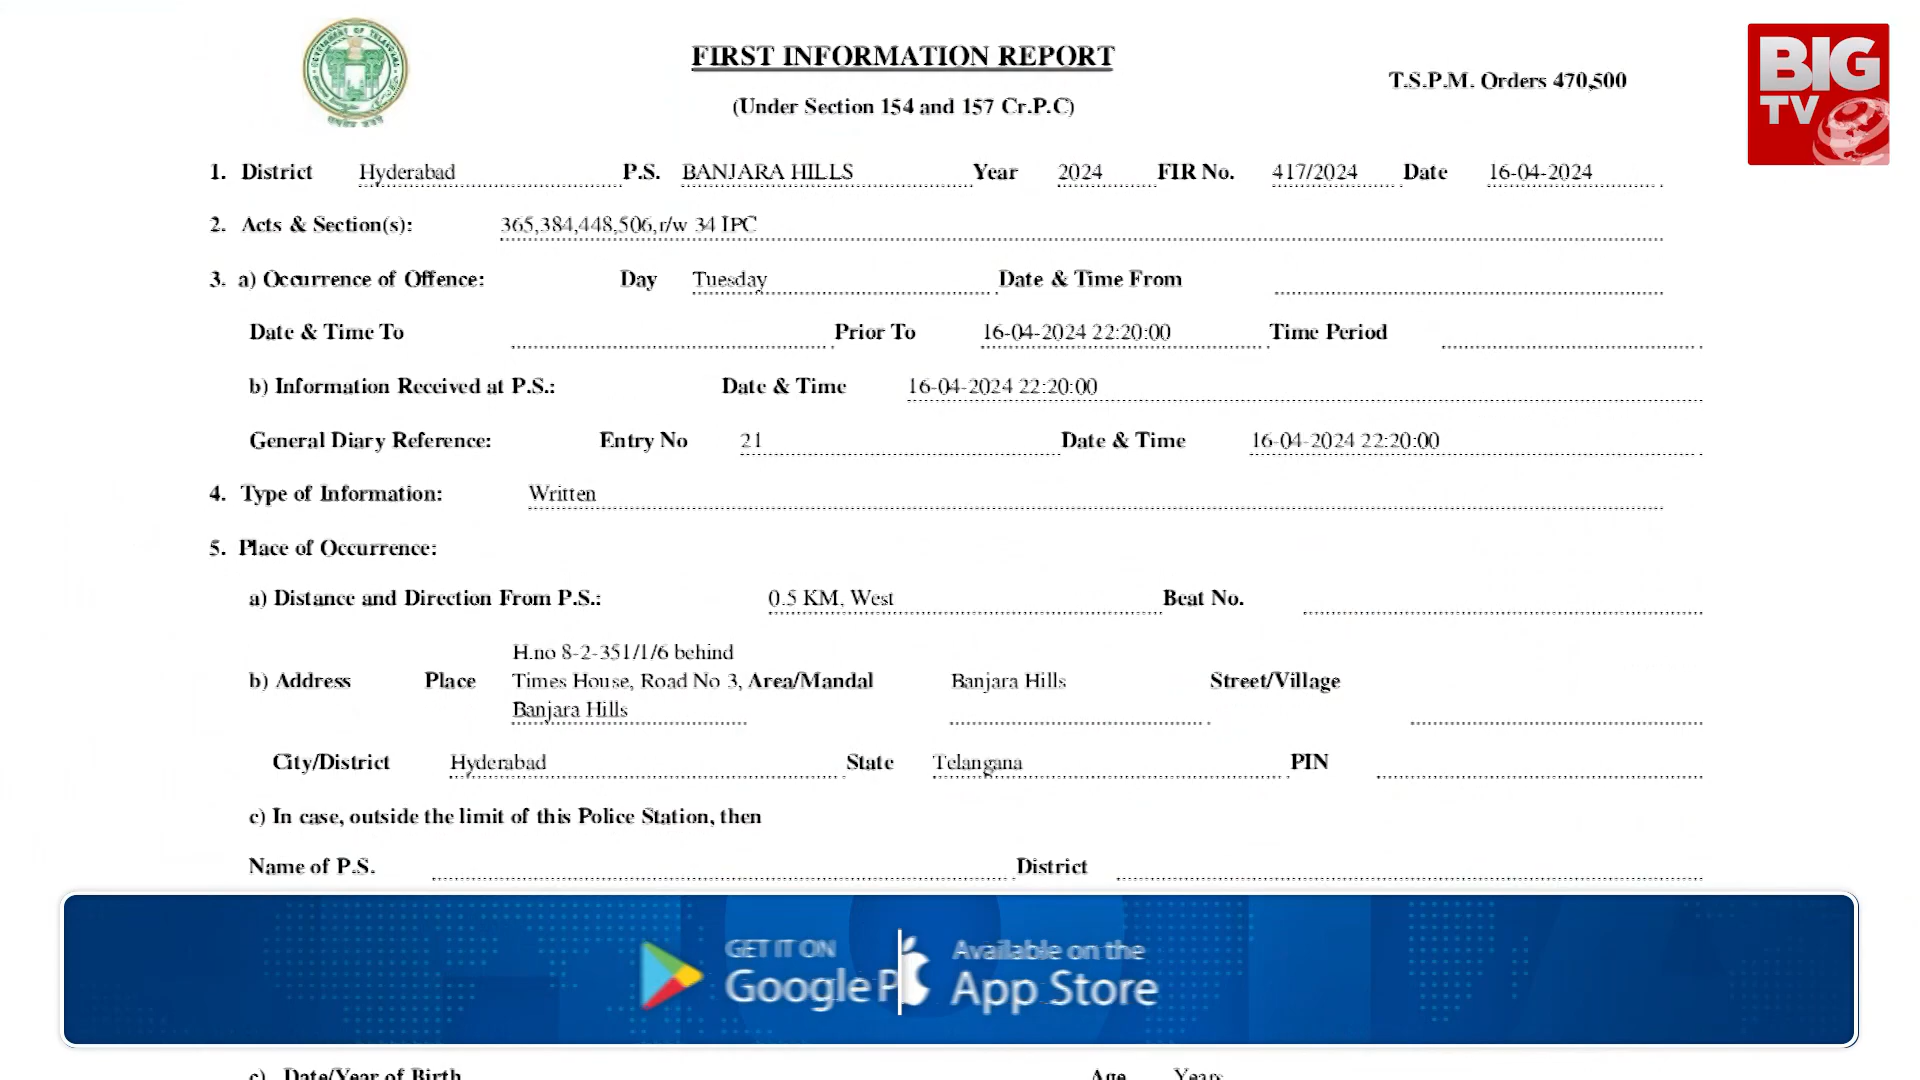 FIRST INFORMATION REPORT
T.S.P.M. Orders 470,500
BIG
TV
(Under Section 154 and 157 Cr.P.C)
1. District Hyderabad P.S. BANJARA HILLS Year 2024 FIR No. 417/2024 Date 16-04-2024
2. Acts & Section(s): 365,384,448,506,r/w 34 IPC
3. a) Occurrence of Offence: Day Tuesday Date & Time From
Date & Time To Prior To 16-04-2024 22:20:00 Time Period
b) Information Received at P.S.: Date & Time 16-04-2024 22:20:00
General Diary Reference: Entry No 21 Date & Time 16-04-2024 22:20:00
4. Type of Information: Written
5. Place of Occurrence:
a) Distance and Direction From P.S.: 0.5 KM, West Beat No.
H.no 8-2-351/1/6 behind
b) Address Place Times House, Road No 3, Area/Mandal Banjara Hills Street/Village
Banjara Hills
City/District Hyderabad State Telangana PIN
c) In case, outside the limit of this Police Station, then
Name of P.S. District
GET IT ON Available on the
Google P App Store
c) Date/Year of Birth Age Years